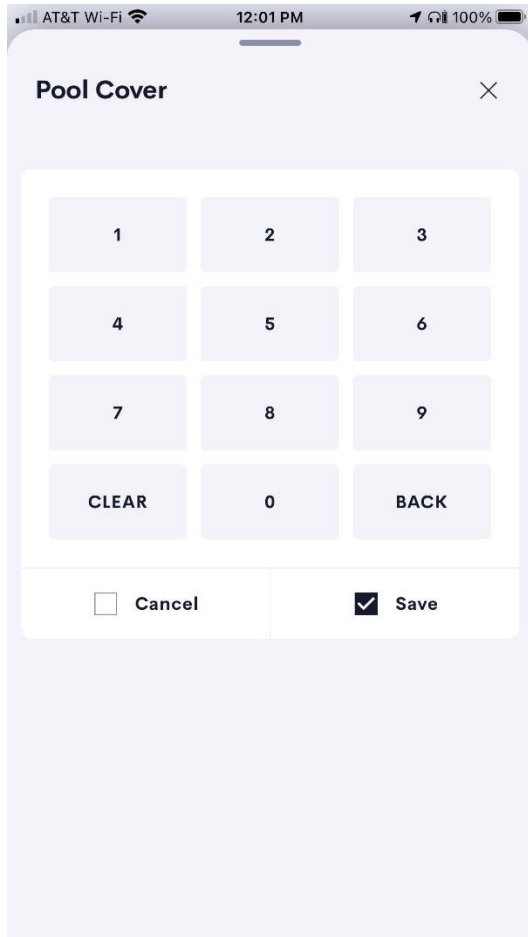 AT&T Wi-Fi 12:01 PM 100%
Pool Cover
1 2 3
4 5 6
7 8 9
CLEAR 0 BACK
Cancel Save